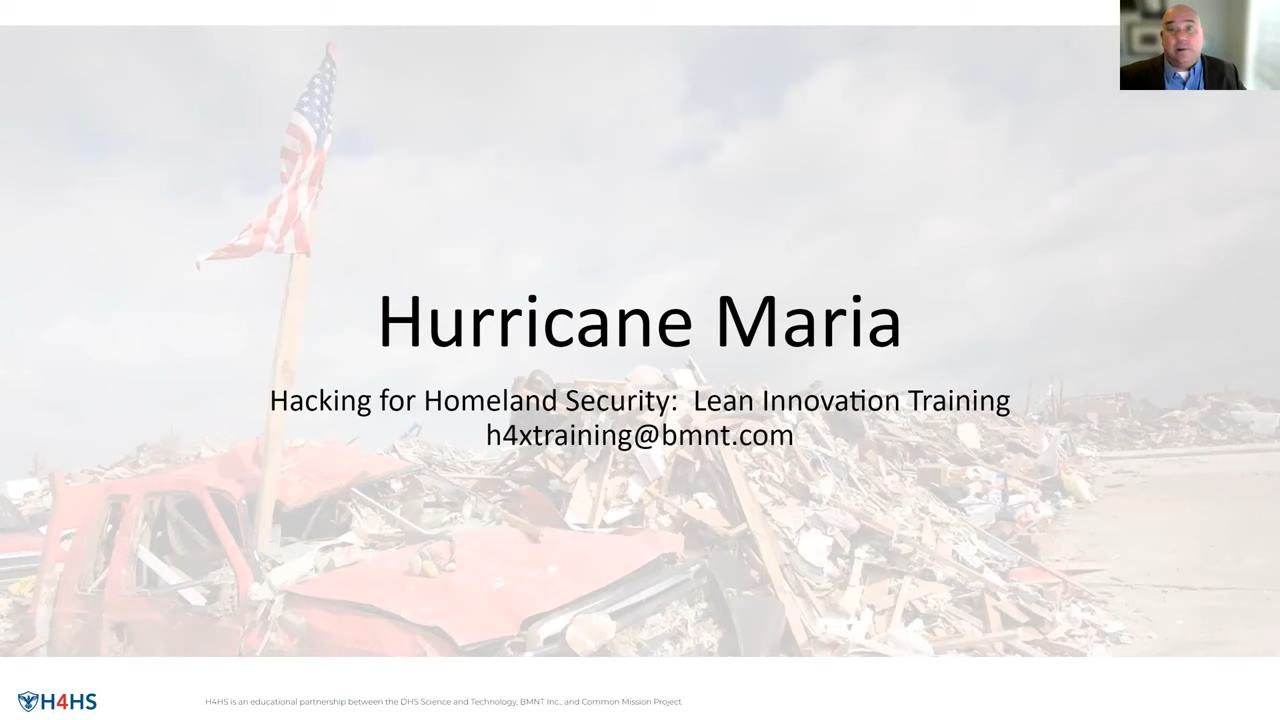 Hurricane Maria
Hacking for Homeland Security:  Lean Innovation Training
h4xtraining@bmnt.com
H4HS
H4HS is an educational partnership between the DHS Science and Technology, BMNT Inc., and Common Mission Project